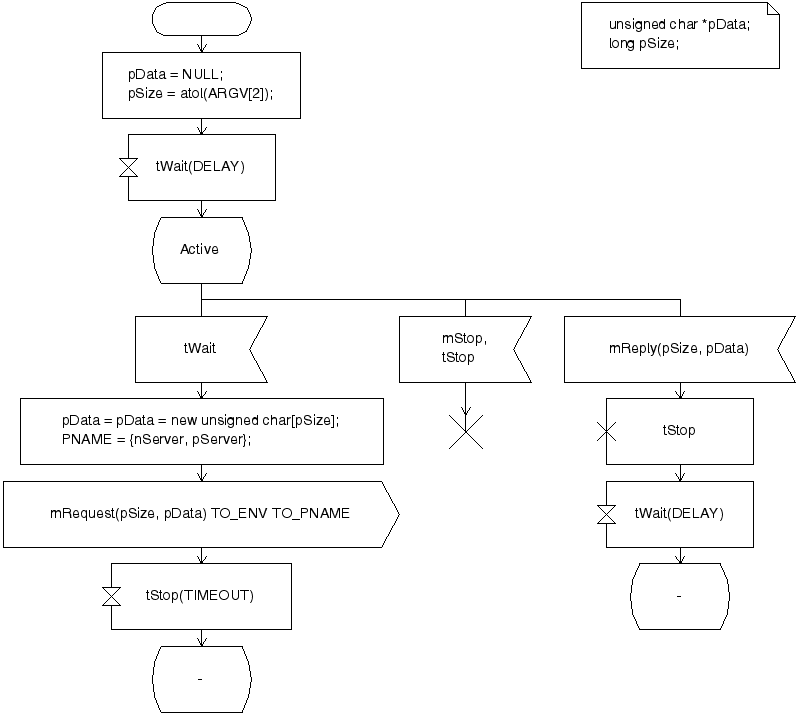 unsigned char *pData;
long pSize;
pData = NULL;
pSize = atol(ARGV[2]);
tWait(DELAY)
Active
tWait
mStop,
tStop
mReply(pSize, pData)
pData = pData = new unsigned char[pSize];
PNAME = {nServer, pServer};
tStop
mRequest(pSize, pData) TO_ENV TO_PNAME
tWait(DELAY)
tStop(TIMEOUT)
-
-